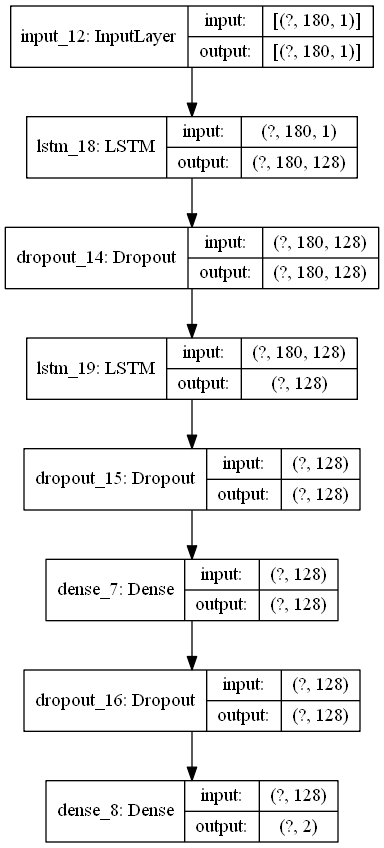 input_12: InputLayer
input: [(?, 180, 1)]
output: [(?, 180, 1)]
lstm_18: LSTM
input: (?, 180, 1)
output: (?, 180, 128)
dropout_14: Dropout
input: (?, 180, 128)
output: (?, 180, 128)
lstm_19: LSTM
input: (?, 180, 128)
output: (?, 128)
dropout_15: Dropout
input: (?, 128)
output: (?, 128)
dense_7: Dense
input: (?, 128)
output: (?, 128)
dropout_16: Dropout
input: (?, 128)
output: (?, 128)
dense_8: Dense
input: (?, 128)
output: (?, 2)